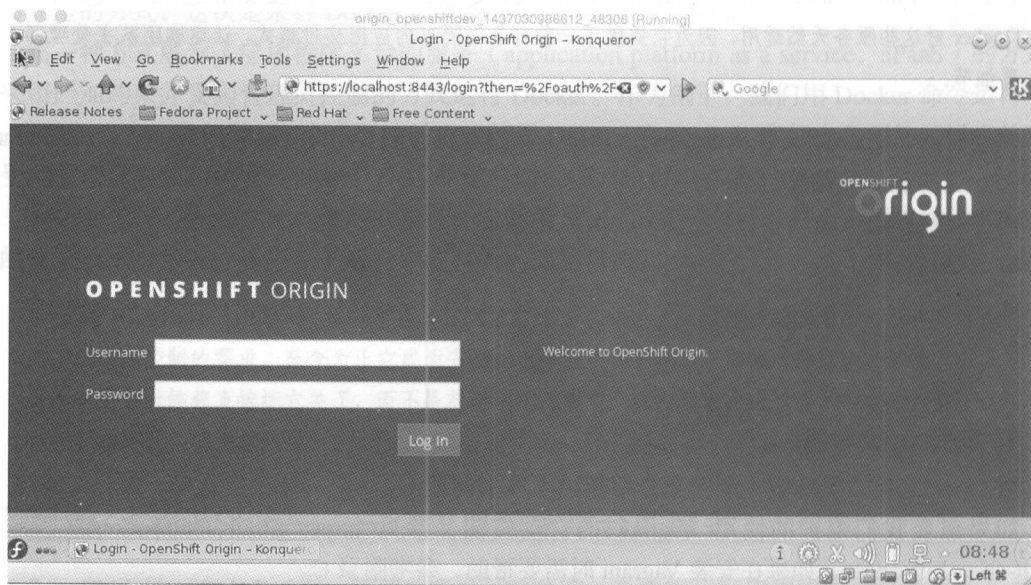 origin_openshiftdev_1437030986612_48306 [Running]
Login - OpenShift Origin – Konqueror
Edit View Go Bookmarks Tools Settings Window Help
https://localhost:8443/login?then=%2Foauth%2F
Google
Release Notes Fedora Project Red Hat Free Content
OPENSHIFT
origin
OPENSHIFT ORIGIN
Username
Welcome to OpenShift Origin.
Password
Log In
Login - OpenShift Origin – Konquer
08:48
Left ⌘